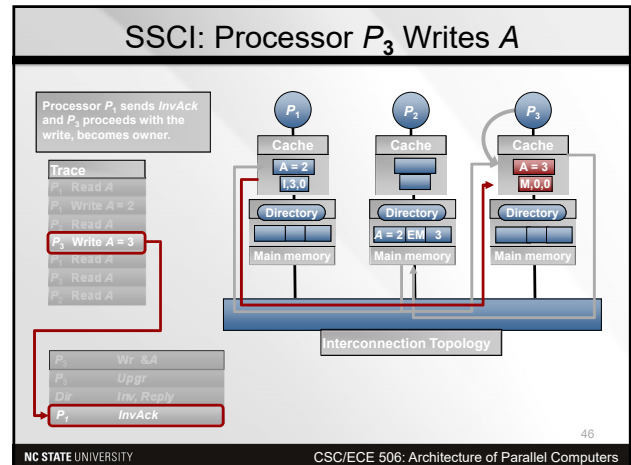 SSCI: Processor P3 Writes A
Processor P1 sends InvAck
and P3 proceeds with the
write, becomes owner.
Trace
P1 Read A
P1 Write A = 2
P3 Read A
P3 Write A = 3
P1 Read A
P3 Read A
P2 Read A
P3 Wr &A
P3 Upgr
Dir Inv, Reply
P1 InvAck
P1
Cache
A = 2
I,3,0
Directory
Main memory
P2
Cache
Directory
A = 2 EM 3
Main memory
P3
Cache
A = 3
M,0,0
Directory
Main memory
Interconnection Topology
46
NC STATE UNIVERSITY
CSC/ECE 506: Architecture of Parallel Computers